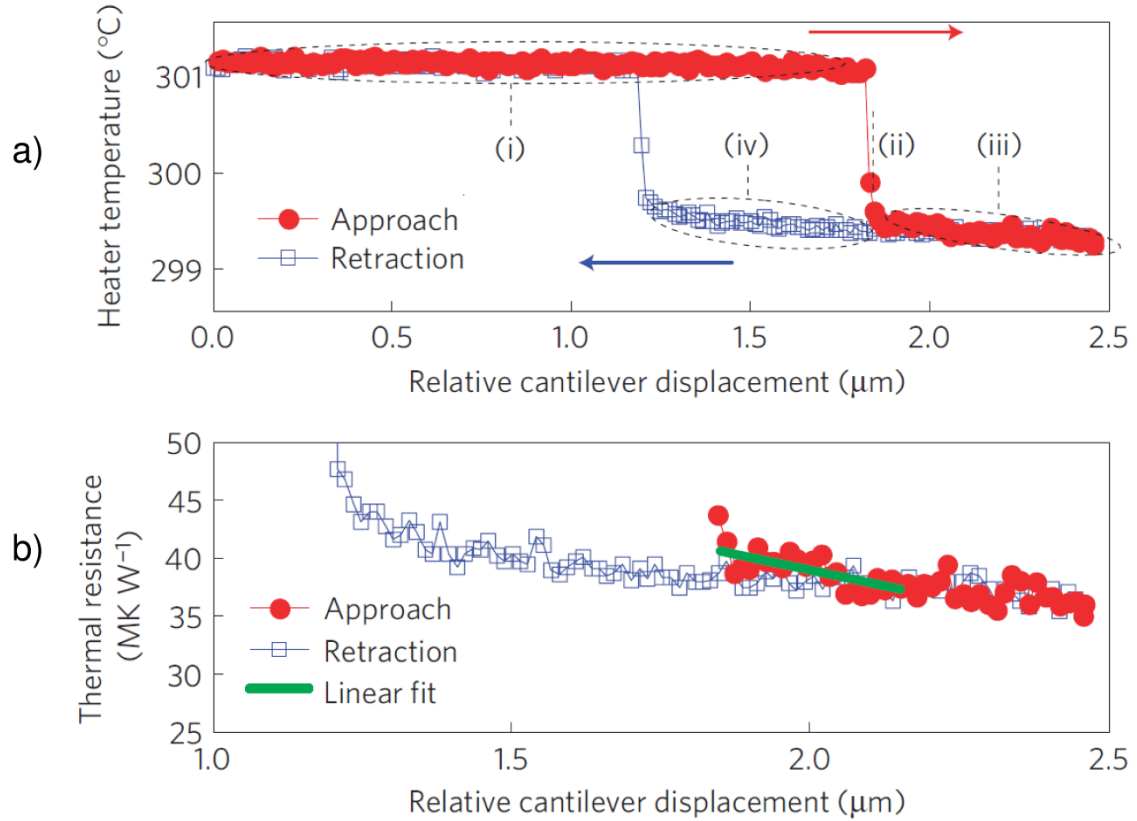 a)
Heater temperature (°C)
301
300
299
(i)
(iv)
(ii)
(iii)
Approach
Retraction
0.0 0.5 1.0 1.5 2.0 2.5
Relative cantilever displacement (μm)
b)
Thermal resistance
(MK W⁻¹)
50
45
40
35
30
25
Approach
Retraction
Linear fit
1.0 1.5 2.0 2.5
Relative cantilever displacement (μm)